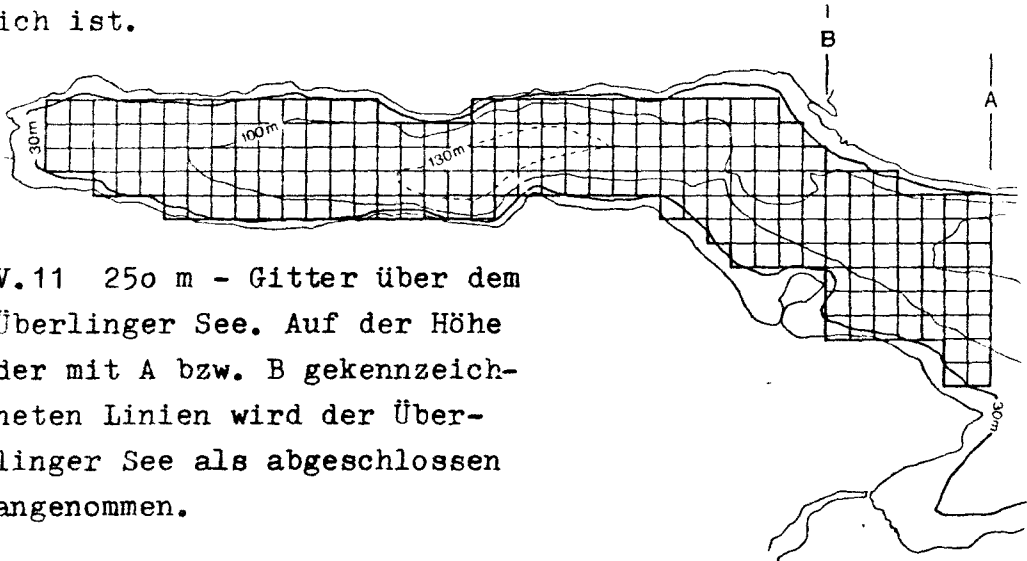 ich ist.
B
A
30m
100m
130m
V.11 25o m - Gitter über dem
Überlinger See. Auf der Höhe
der mit A bzw. B gekennzeich-
neten Linien wird der Über-
linger See als abgeschlossen
angenommen.
30m